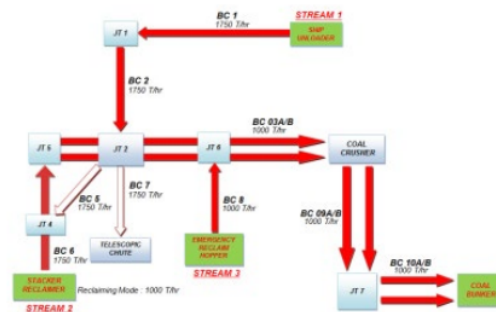 STREAM 1
BC 1
1750 T/hr
JT 1
SHIP
UNLOADER
BC 2
1750 T/hr
BC 03A/B
1000 T/hr
JT 5
JT 2
JT 6
COAL
CRUSHER
BC 5
1750 T/hr
BC 7
1750 T/hr
BC 8
1000 T/hr
JT 4
BC 09A/B
1000 T/hr
BC 6
1750 T/hr
TELESCOPIC
CHUTE
EMERGENCY
RECLAIM
HOPPER
BC 10A/B
1000 T/hr
STACKER
RECLAIMER
Reclaiming Mode : 1000 T/hr
STREAM 3
JT 7
COAL
BUNKER
STREAM 2